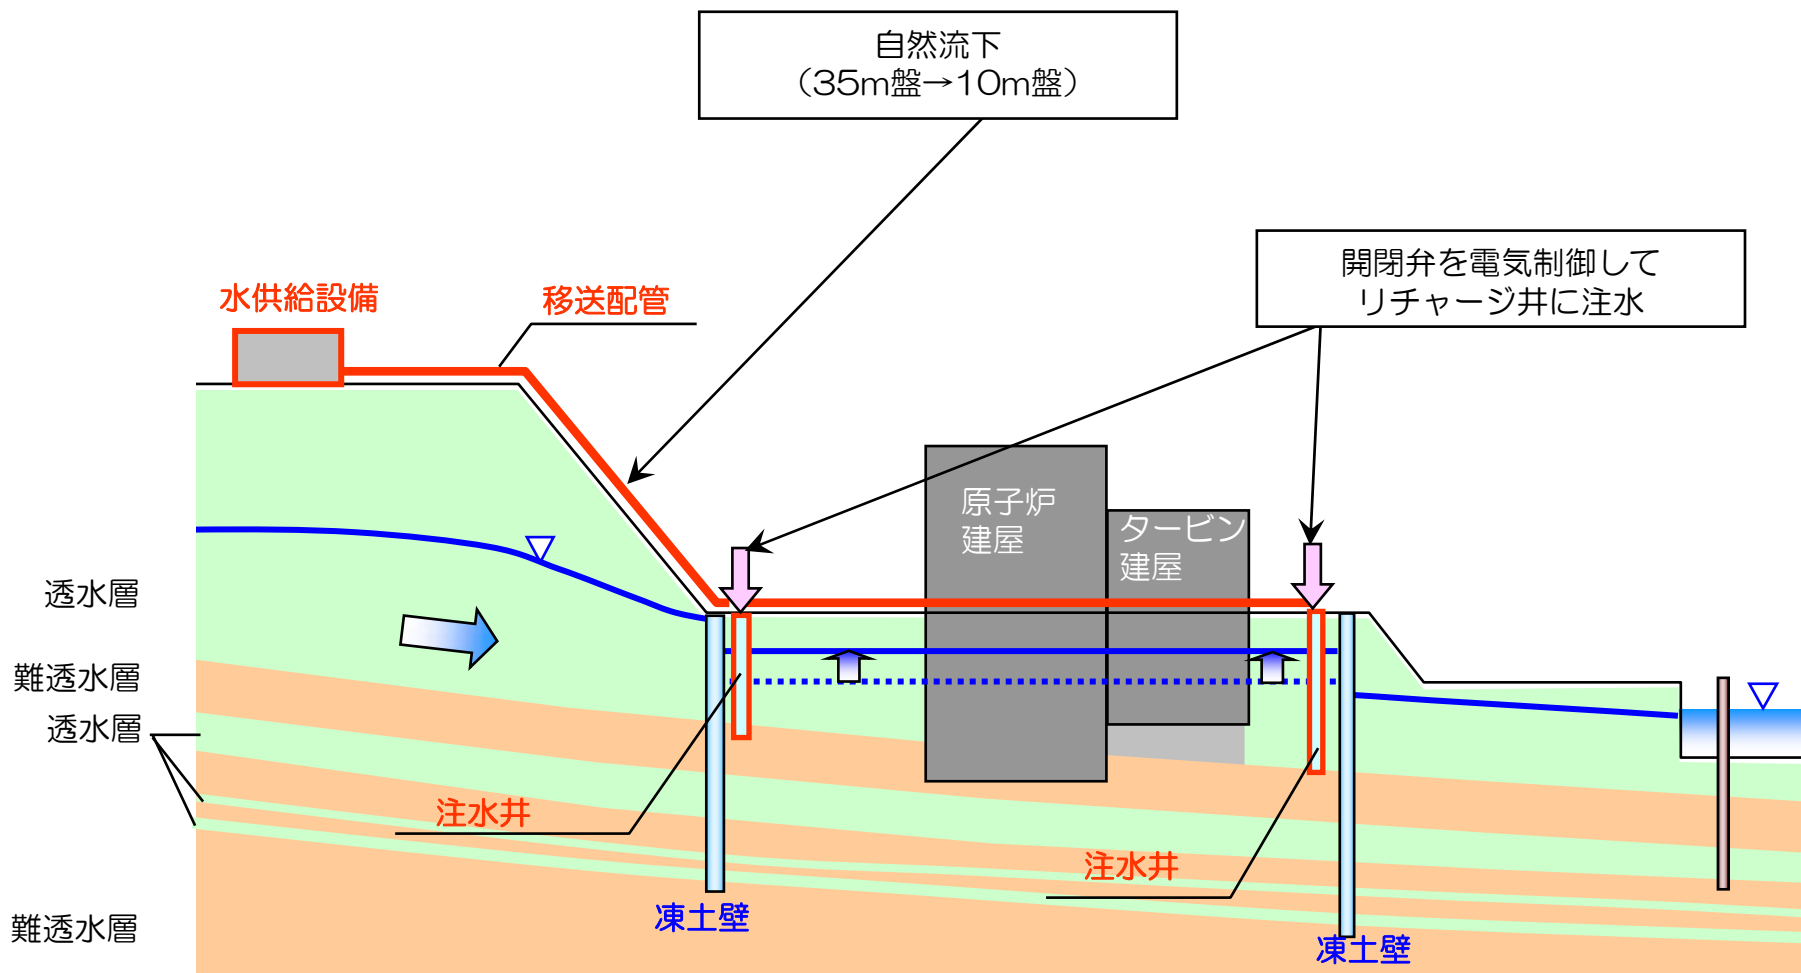 自然流下
(35m盤→10m盤)
開閉弁を電気制御して
リチャージ井に注水
水供給設備
移送配管
原子炉
建屋
タービン
建屋
透水層
難透水層
透水層
注水井
注水井
凍土壁
難透水層
凍土壁